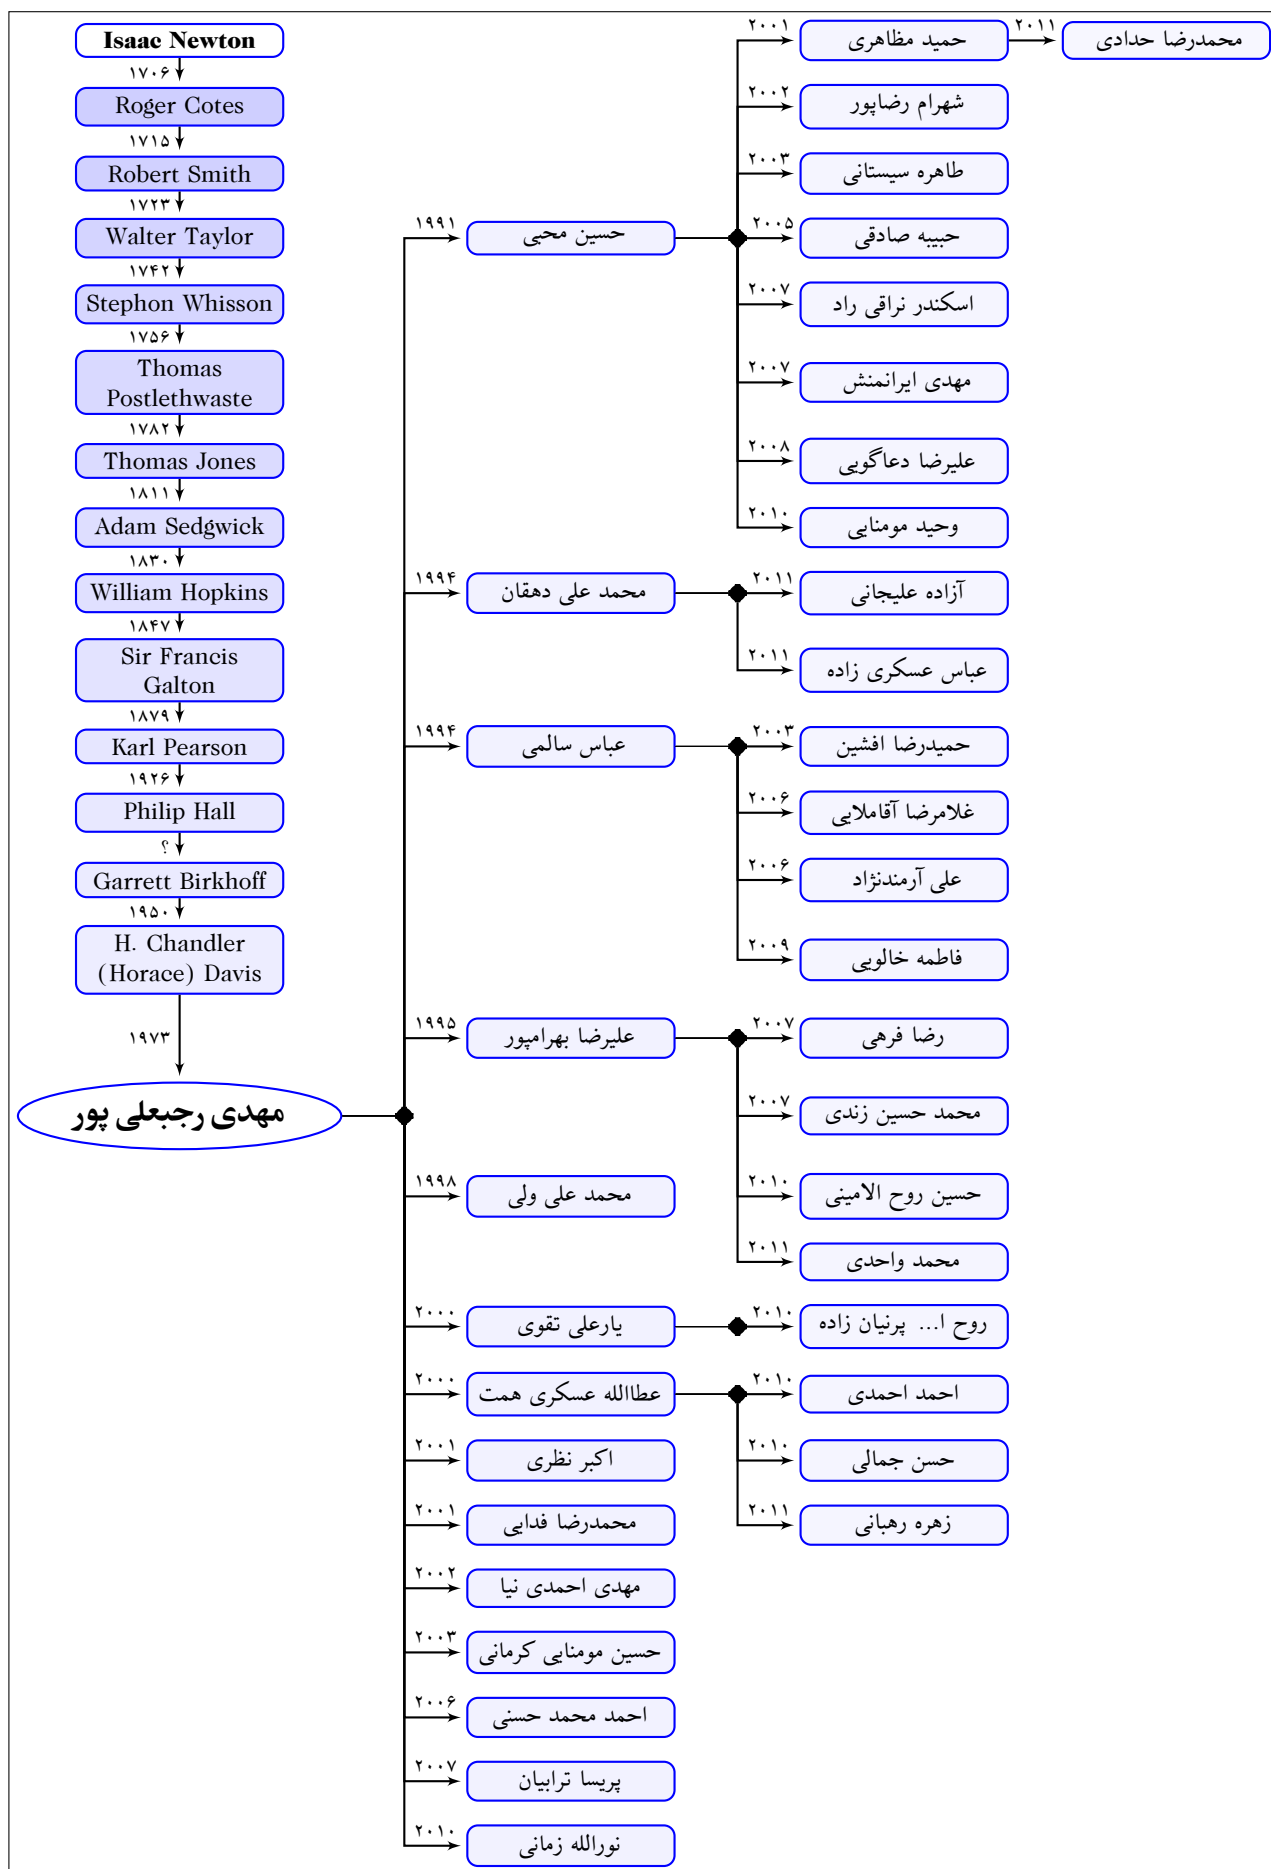 Isaac Newton
۱۷۰۶
Roger Cotes
۱۷۱۵
Robert Smith
۱۷۲۳
Walter Taylor
۱۷۴۲
Stephon Whisson
۱۷۵۶
Thomas
Postlethwaste
۱۷۸۲
Thomas Jones
۱۸۱۱
Adam Sedgwick
۱۸۳۰
William Hopkins
۱۸۴۷
Sir Francis
Galton
۱۸۷۹
Karl Pearson
۱۹۲۶
Philip Hall
؟
Garrett Birkhoff
۱۹۵۰
H. Chandler
(Horace) Davis
۱۹۷۳
مهدی رجبعلی پور
۱۹۹۱
حسین محبی
۲۰۰۱
حمید مظاهری
۲۰۱۱
محمدرضا حدادی
۲۰۰۲
شهرام رضاپور
۲۰۰۳
طاهره سیستانی
۲۰۰۵
حبیبه صادقی
۲۰۰۷
اسکندر نراقی راد
۲۰۰۷
مهدی ایرانمنش
۲۰۰۸
علیرضا دعاگویی
۲۰۱۰
وحید مومنایی
۱۹۹۴
محمد علی دهقان
۲۰۱۱
آزاده علیجانی
۲۰۱۱
عباس عسکری زاده
۱۹۹۴
عباس سالمی
۲۰۰۳
حمیدرضا افشین
۲۰۰۶
غلامرضا آقاملایی
۲۰۰۶
علی آرمندنژاد
۲۰۰۹
فاطمه خالویی
۱۹۹۵
علیرضا بهرامپور
۲۰۰۷
رضا فرهی
۲۰۰۷
محمد حسین زندی
۲۰۱۰
حسین روح الامینی
۲۰۱۱
محمد واحدی
۱۹۹۸
محمد علی ولی
۲۰۰۰
یارعلی تقوی
۲۰۱۰
روح ا... پرنیان زاده
۲۰۰۰
عطاالله عسکری همت
۲۰۱۰
احمد احمدی
۲۰۱۰
حسن جمالی
۲۰۱۱
زهره رهبانی
۲۰۰۱
اکبر نظری
۲۰۰۱
محمدرضا فدایی
۲۰۰۲
مهدی احمدی نیا
۲۰۰۳
حسین مومنایی کرمانی
۲۰۰۶
احمد محمد حسنی
۲۰۰۷
پریسا ترابیان
۲۰۱۰
نورالله زمانی